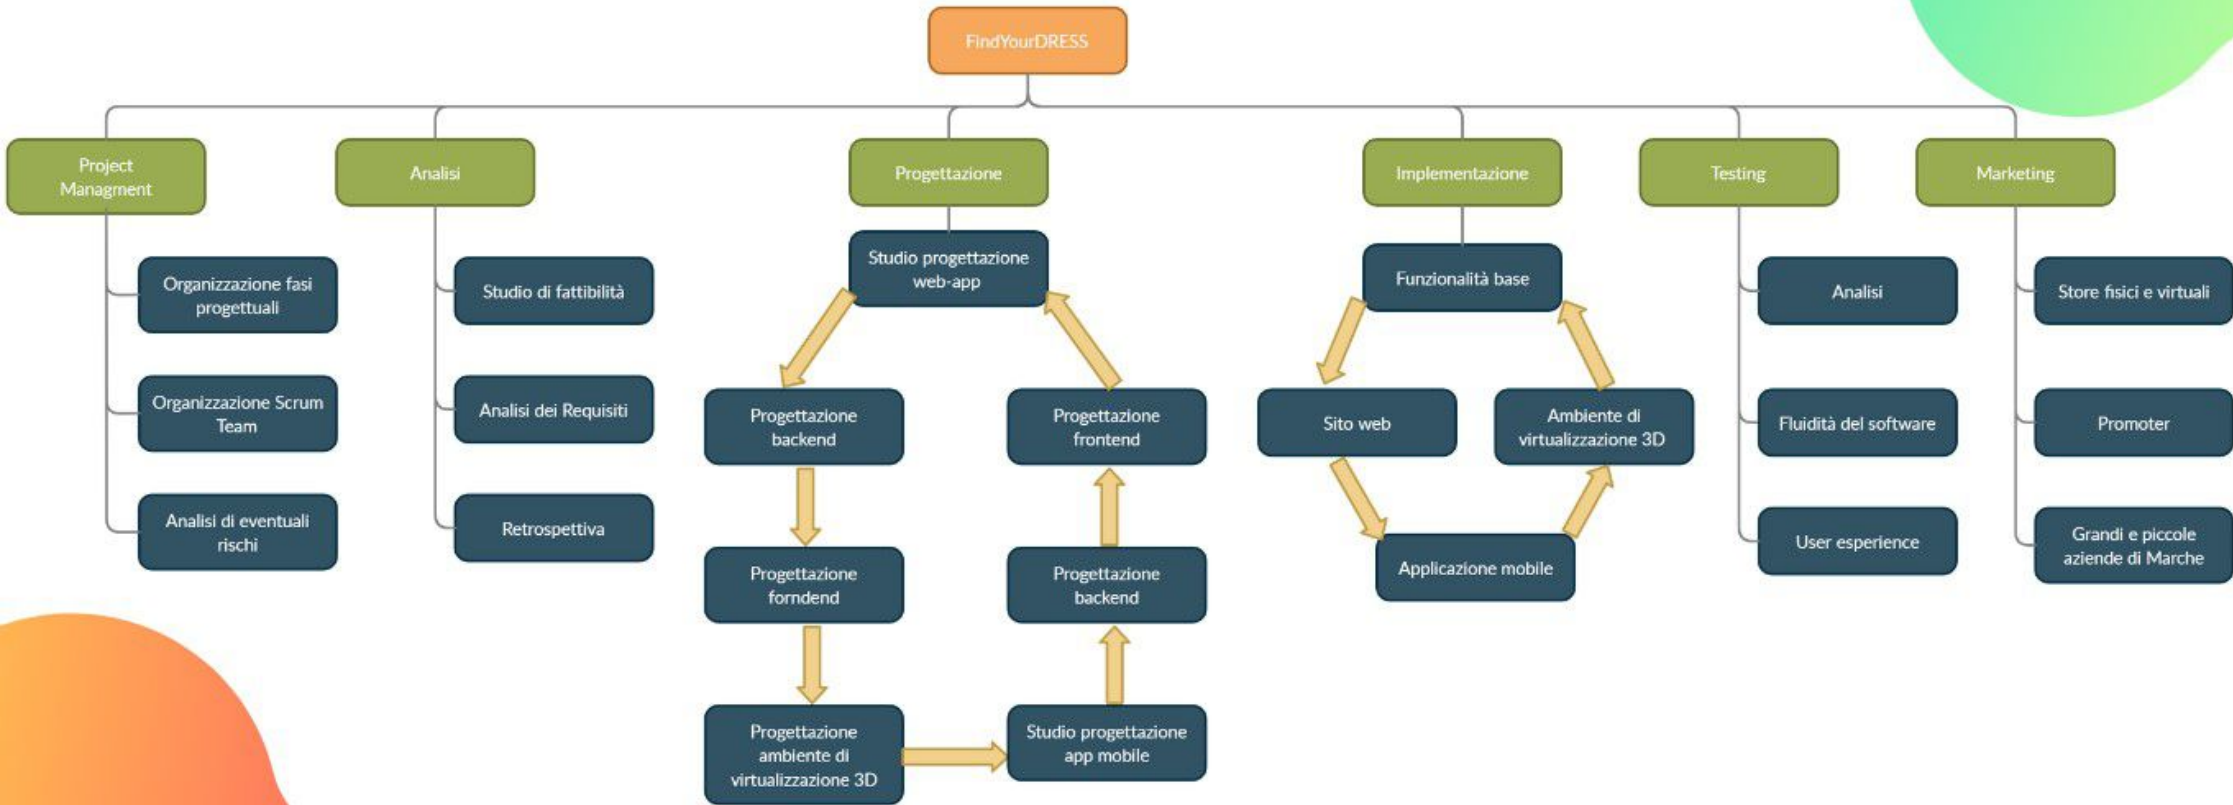 FindYourDRESS
Project
Managment
Analisi
Progettazione
Implementazione
Testing
Marketing
Organizzazione fasi
progettuali
Organizzazione Scrum
Team
Analisi di eventuali
rischi
Studio di fattibilità
Analisi dei Requisiti
Retrospettiva
Studio progettazione
web-app
Progettazione
backend
Progettazione
forndend
Progettazione
ambiente di
virtualizzazione 3D
Studio progettazione
app mobile
Progettazione
backend
Progettazione
frontend
Funzionalità base
Sito web
Applicazione mobile
Ambiente di
virtualizzazione 3D
Analisi
Fluidità del software
User esperience
Store fisici e virtuali
Promoter
Grandi e piccole
aziende di Marche